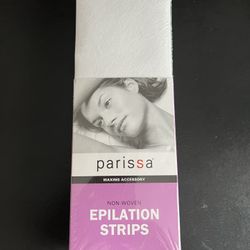 parissa
WAXING ACCESSORY
NON-WOVEN
EPILATION
STRIPS